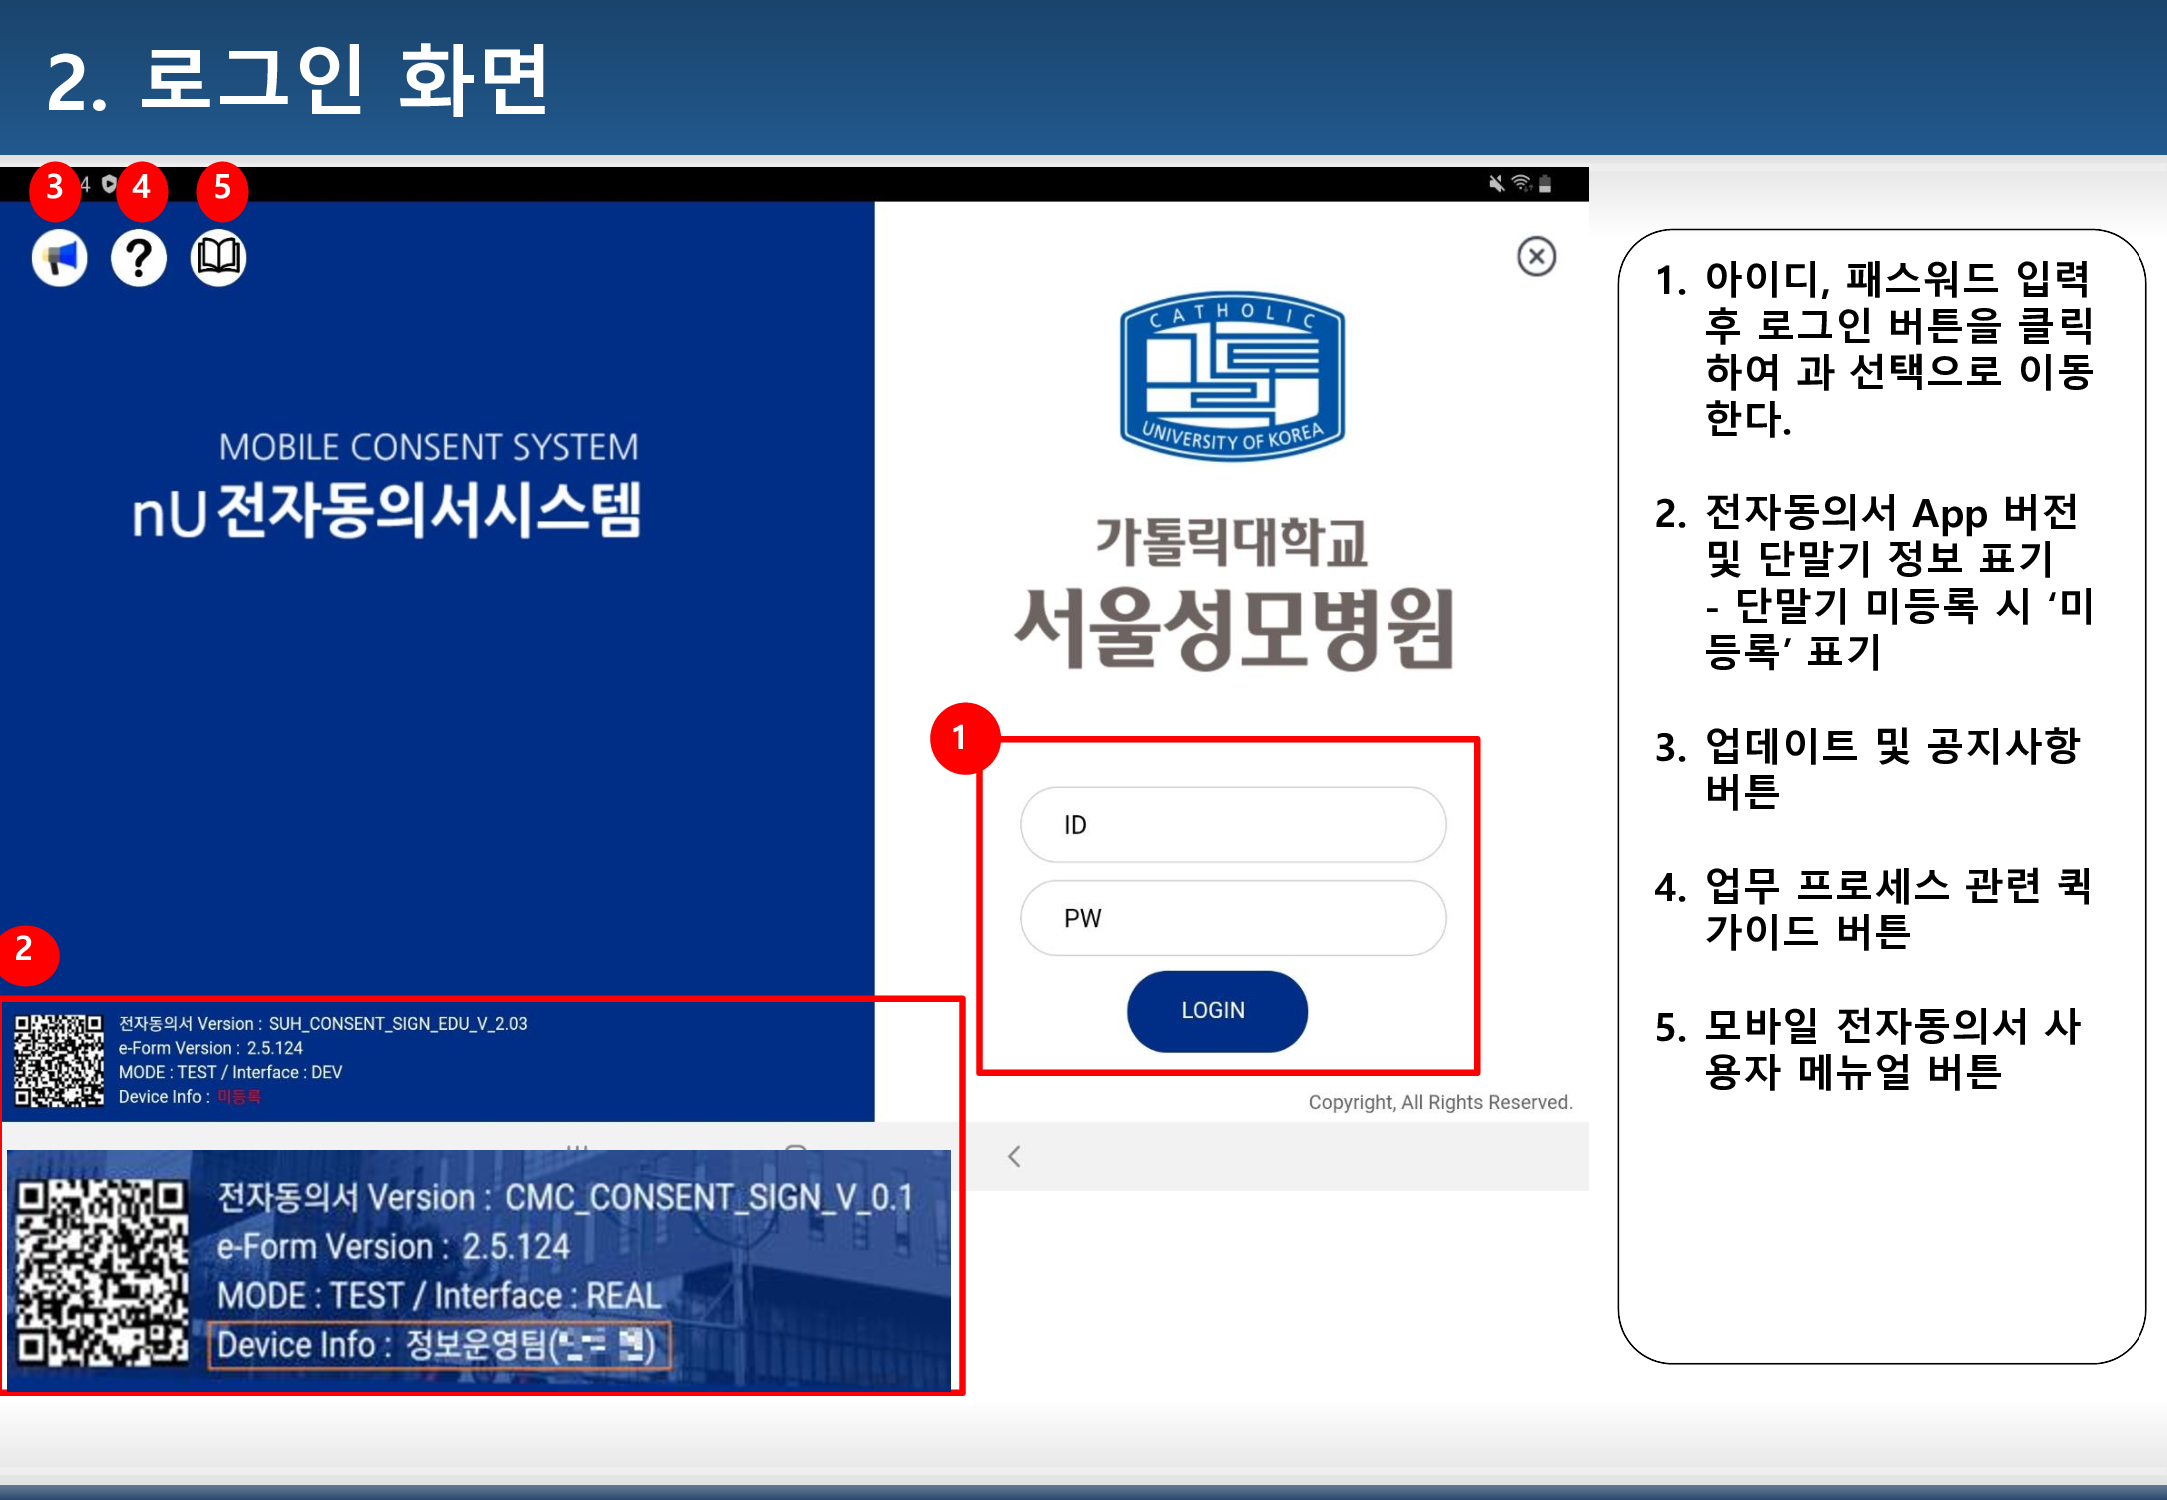 2. 로그인 화면
3
4
4
5
MOBILE CONSENT SYSTEM
nU 전자동의서시스템
CATHOLIC
UNIVERSITY OF KOREA
가톨릭대학교
서울성모병원
1
ID
PW
LOGIN
Copyright, All Rights Reserved.
2
전자동의서 Version : SUH_CONSENT_SIGN_EDU_V_2.03
e-Form Version : 2.5.124
MODE : TEST / Interface : DEV
Device Info : 미등록
전자동의서 Version : CMC_CONSENT_SIGN_V_0.1
e-Form Version : 2.5.124
MODE : TEST / Interface : REAL
Device Info : 정보운영팀( )
1. 아이디, 패스워드 입력
후 로그인 버튼을 클릭
하여 과 선택으로 이동
한다.
2. 전자동의서 App 버전
및 단말기 정보 표기
- 단말기 미등록 시 ‘미
등록’ 표기
3. 업데이트 및 공지사항
버튼
4. 업무 프로세스 관련 퀵
가이드 버튼
5. 모바일 전자동의서 사
용자 메뉴얼 버튼